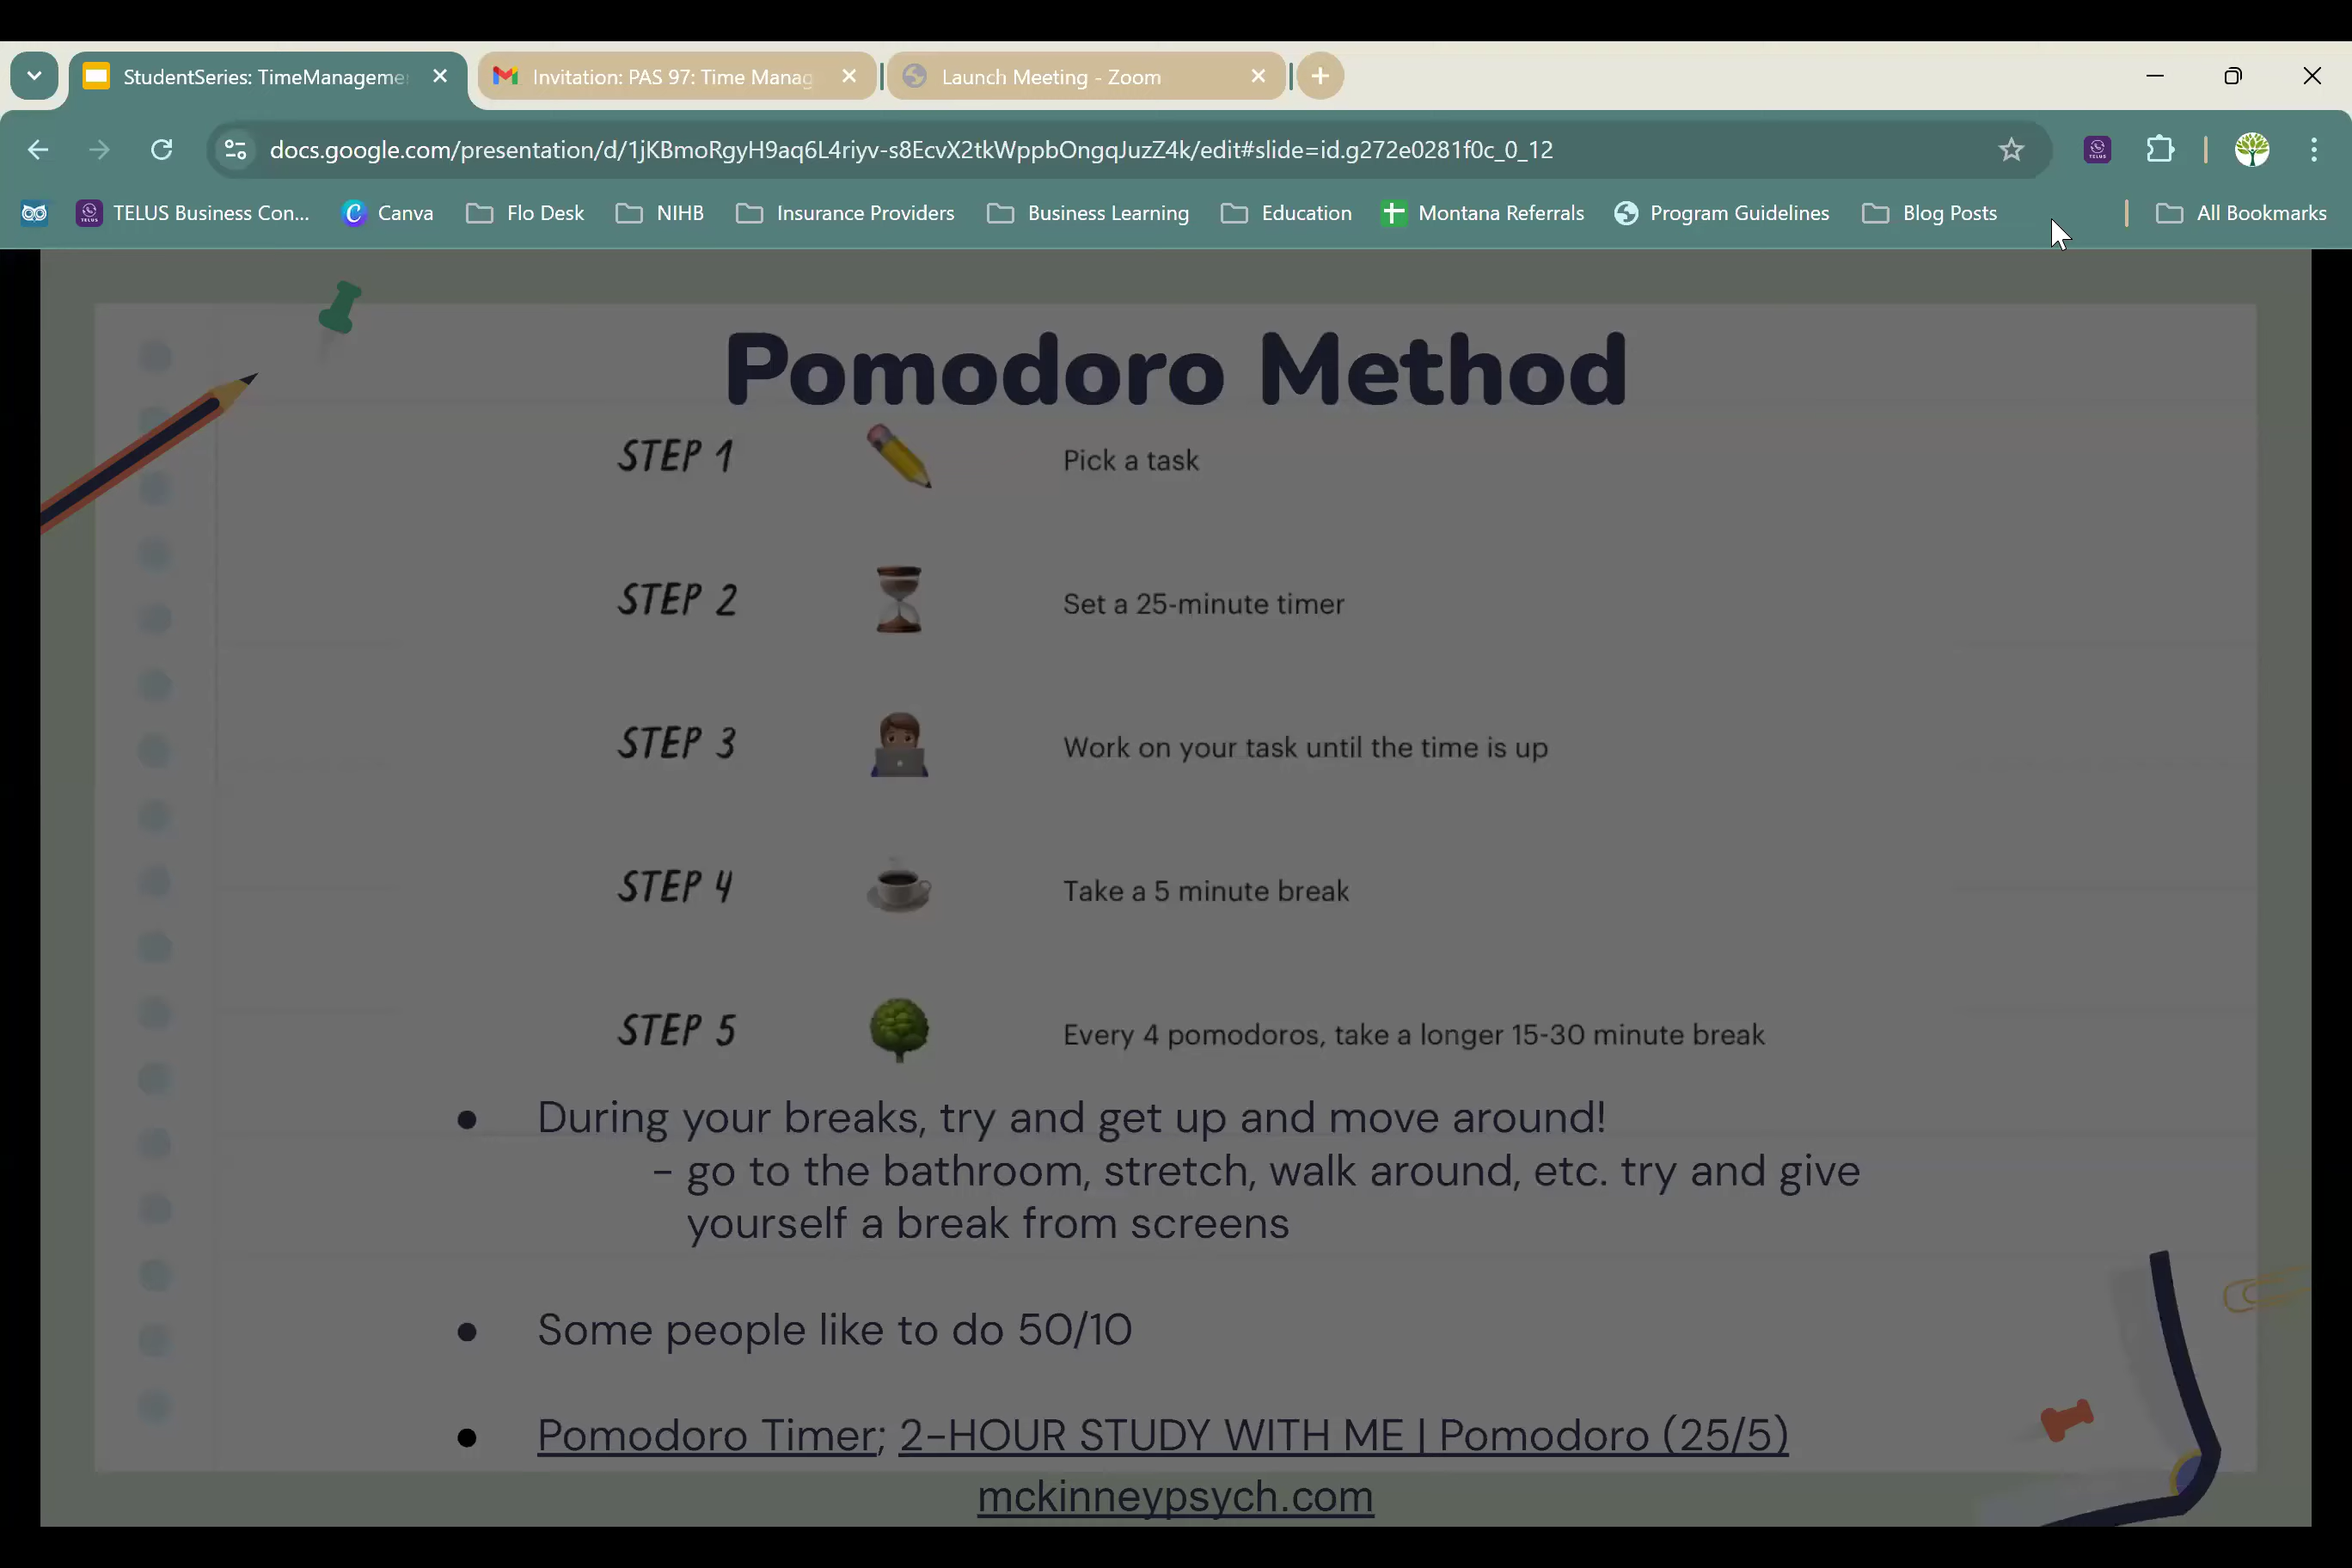 StudentSeries: TimeManageme
Invitation: PAS 97: Time Manag
Launch Meeting - Zoom
docs.google.com/presentation/d/1jKBmoRgyH9aq6L4riyv-s8EcvX2tkWppbOngqJuzZ4k/edit#slide=id.g272e0281f0c_0_12
TELUS Business Con... Canva Flo Desk NIHB Insurance Providers Business Learning Education Montana Referrals Program Guidelines Blog Posts All Bookmarks
Pomodoro Method
STEP 1 Pick a task
STEP 2 Set a 25-minute timer
STEP 3 Work on your task until the time is up
STEP 4 Take a 5 minute break
STEP 5 Every 4 pomodoros, take a longer 15-30 minute break
● During your breaks, try and get up and move around!
- go to the bathroom, stretch, walk around, etc. try and give
yourself a break from screens
● Some people like to do 50/10
● Pomodoro Timer; 2-HOUR STUDY WITH ME | Pomodoro (25/5)
mckinneypsych.com